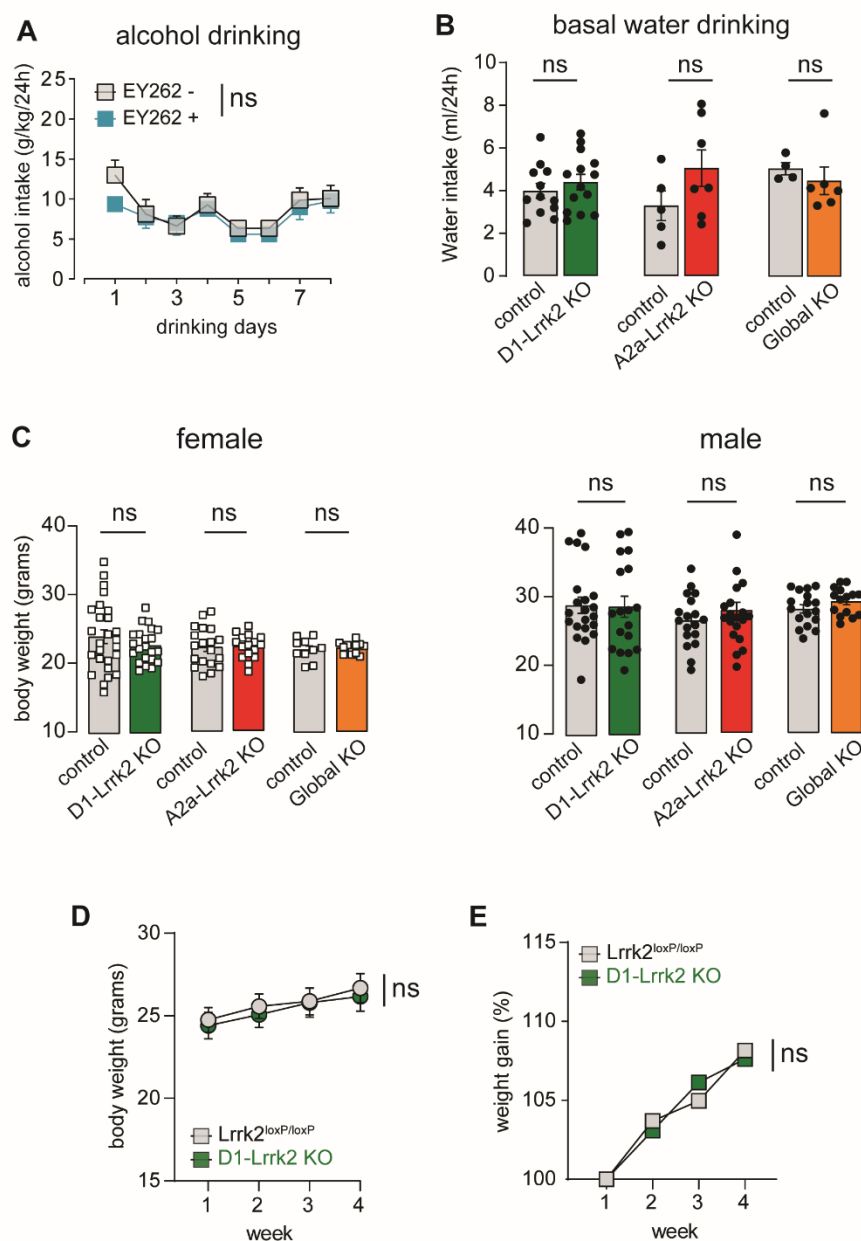 A
alcohol drinking
alcohol intake (g/kg/24h)
25
20
15
10
5
0
EY262 -
EY262 +
ns
1
3
5
7
drinking days
B
basal water drinking
Water intake (ml/24h)
10
8
6
4
2
0
ns
ns
ns
control
D1-Lrrk2 KO
control
A2a-Lrrk2 KO
control
Global KO
C
female
body weight (grams)
40
30
20
10
ns
ns
ns
control
D1-Lrrk2 KO
control
A2a-Lrrk2 KO
control
Global KO
male
40
30
20
10
ns
ns
ns
control
D1-Lrrk2 KO
control
A2a-Lrrk2 KO
control
Global KO
D
body weight (grams)
30
25
20
15
ns
Lrrk2loxP/loxP
D1-Lrrk2 KO
1
2
3
4
week
E
weight gain (%)
115
110
105
100
Lrrk2loxP/loxP
D1-Lrrk2 KO
ns
1
2
3
4
week